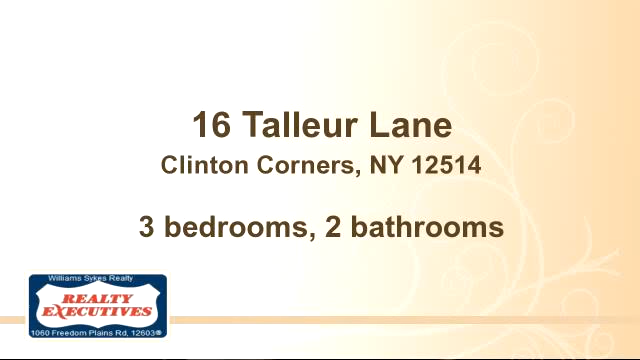 16 Talleur Lane
Clinton Corners, NY 12514
3 bedrooms, 2 bathrooms
Williams Sykes Realty
REALTY
EXECUTIVES
1060 Freedom Plains Rd, 12603®